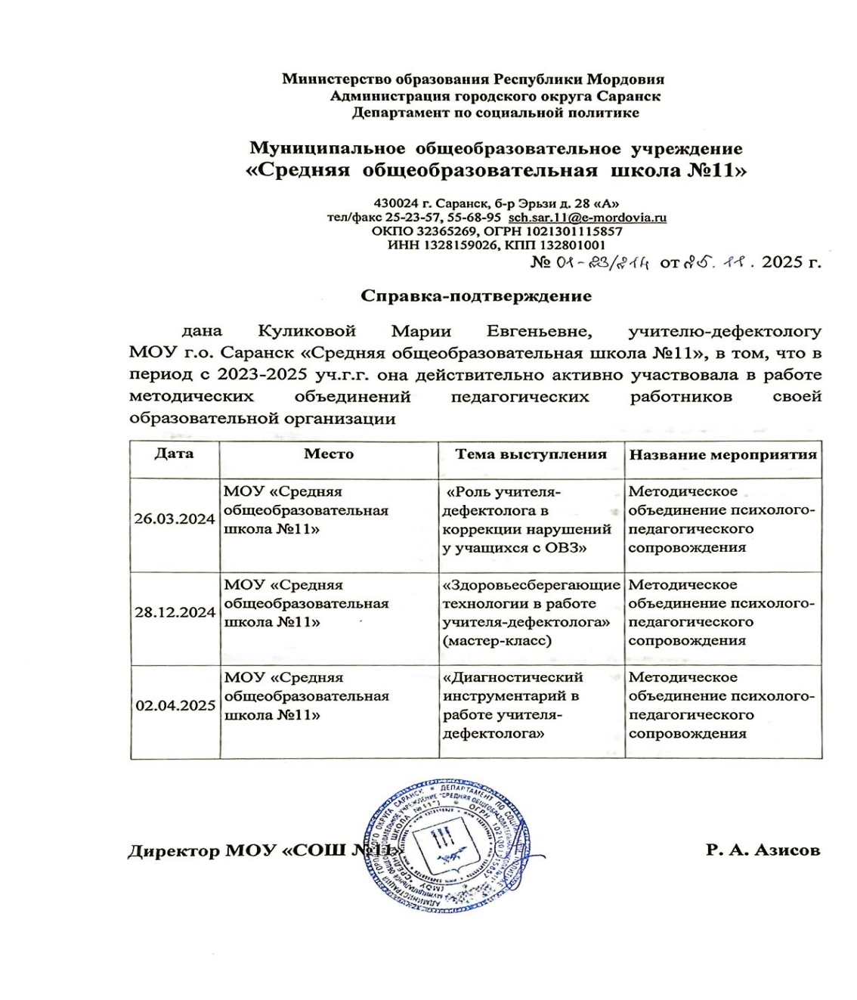 Министерство образования Республики Мордовия
Администрация городского округа Саранск
Департамент по социальной политике
Муниципальное общеобразовательное учреждение
«Средняя общеобразовательная школа №11»
430024 г. Саранск, б-р Эрьзи д. 28 «А»
тел/факс 25-23-57, 55-68-95 sch.sar.11@e-mordovia.ru
ОКПО 32365269, ОГРН 1021301115857
ИНН 1328159026, КПП 132801001
№ 01-23/214 от 25.11. 2025 г.
Справка-подтверждение
дана Куликовой Марии Евгеньевне, учителю-дефектологу
МОУ г.о. Саранск «Средняя общеобразовательная школа №11», в том, что в
период с 2023-2025 уч.г.г. она действительно активно участвовала в работе
методических объединений педагогических работников своей
образовательной организации
Дата Место Тема выступления Название мероприятия
26.03.2024
МОУ «Средняя
общеобразовательная
школа №11»
«Роль учителя-
дефектолога в
коррекции нарушений
у учащихся с ОВЗ»
Методическое
объединение психолого-
педагогического
сопровождения
28.12.2024
МОУ «Средняя
общеобразовательная
школа №11»
«Здоровьесберегающие
технологии в работе
учителя-дефектолога»
(мастер-класс)
Методическое
объединение психолого-
педагогического
сопровождения
02.04.2025
МОУ «Средняя
общеобразовательная
школа №11»
«Диагностический
инструментарий в
работе учителя-
дефектолога»
Методическое
объединение психолого-
педагогического
сопровождения
Директор МОУ «СОШ №11» Р. А. Азисов